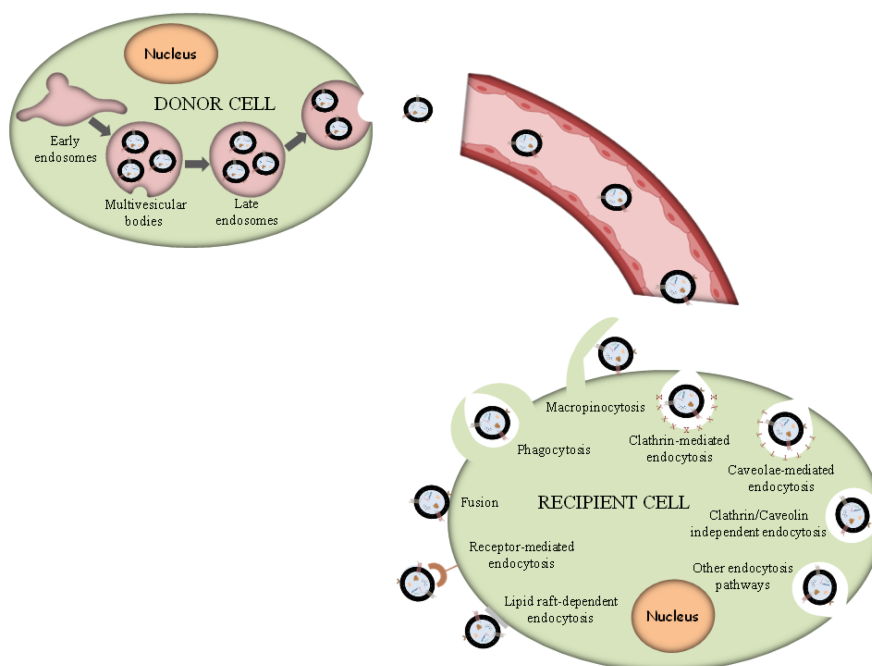 Nucleus
DONOR CELL
Early
endosomes
Multivesicular
bodies
Late
endosomes
Macropinocytosis
Phagocytosis
Clathrin-mediated
endocytosis
Caveolae-mediated
endocytosis
Fusion
RECIPIENT CELL
Clathrin/Caveolin
independent endocytosis
Receptor-mediated
endocytosis
Other endocytosis
pathways
Lipid raft-dependent
endocytosis
Nucleus